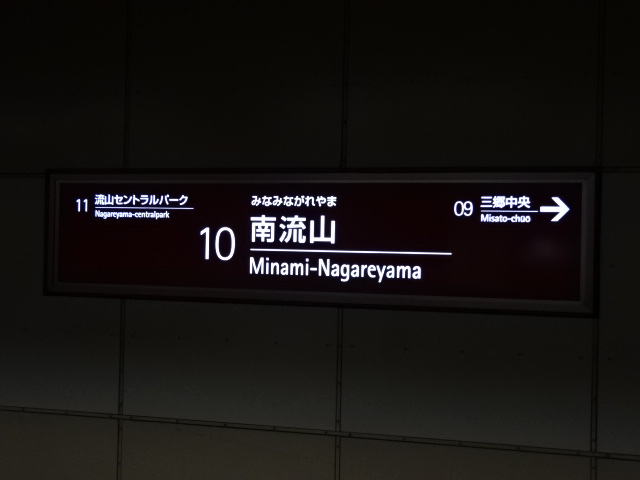 11 流山セントラルパーク
Nagareyama-centralpark
みなみながれやま
10 南流山
Minami-Nagareyama
09 三郷中央
Misato-chūō